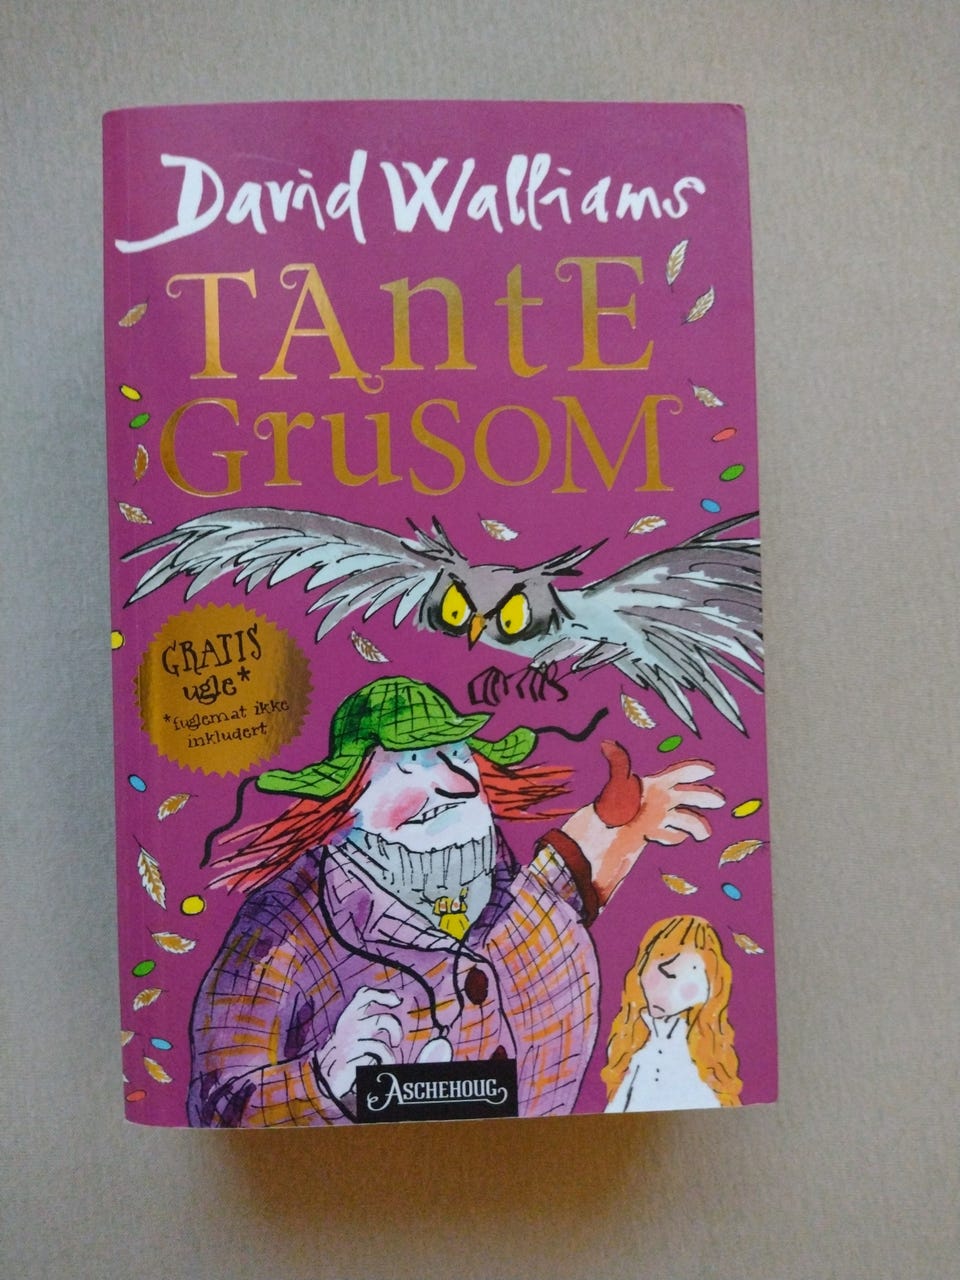 David Walliams
TAntE
GrusoM
GRATIS
ugle*
*fuglemat ikke
inkludert
ASCHEHOUG